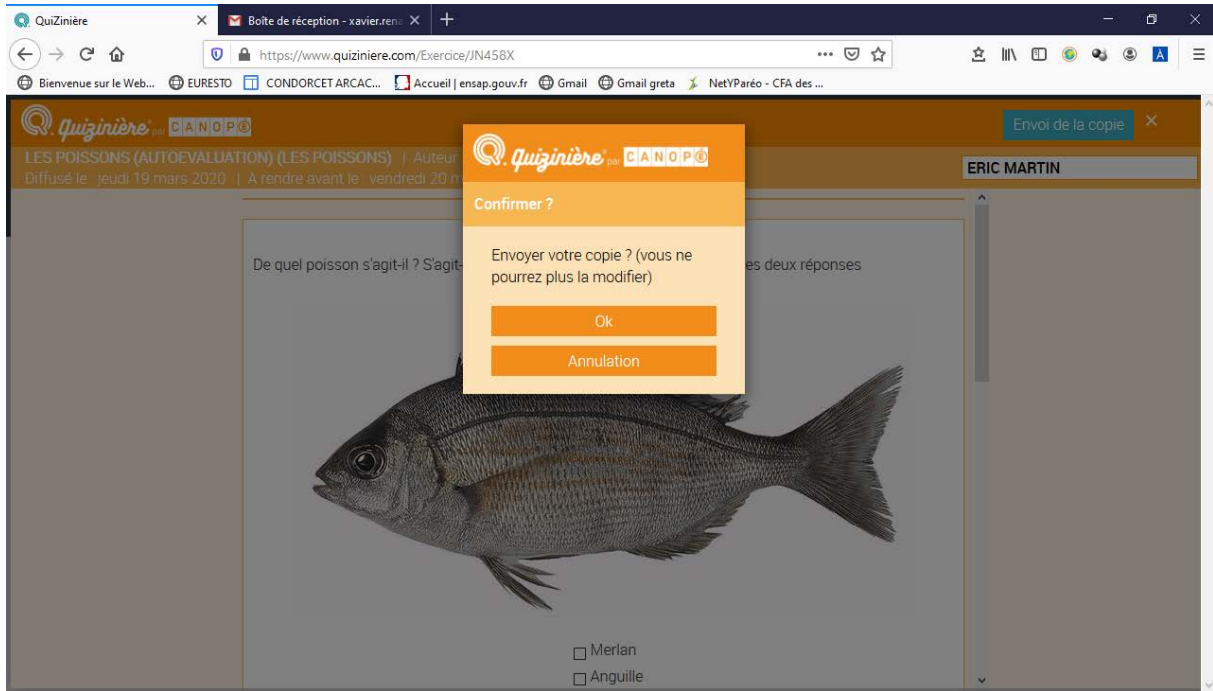 QuiZinière
Boîte de réception - xavier.rena
https://www.quiziniere.com/Exercice/JN458X
Bienvenue sur le Web... EURESTO CONDORCET ARCAC... Accueil | ensap.gouv.fr Gmail Gmail greta NetYParéo - CFA des ...
Quizinière par CANOPÉ
Envoi de la copie
LES POISSONS (AUTOEVALUATION) (LES POISSONS) | Auteur
Diffusé le : jeudi 19 mars 2020 | A rendre avant le : vendredi 20 m
ERIC MARTIN
Quizinière par CANOPÉ
Confirmer ?
Envoyer votre copie ? (vous ne
pourrez plus la modifier)
Ok
Annulation
De quel poisson s'agit-il ? S'agit- es deux réponses
Merlan
Anguille